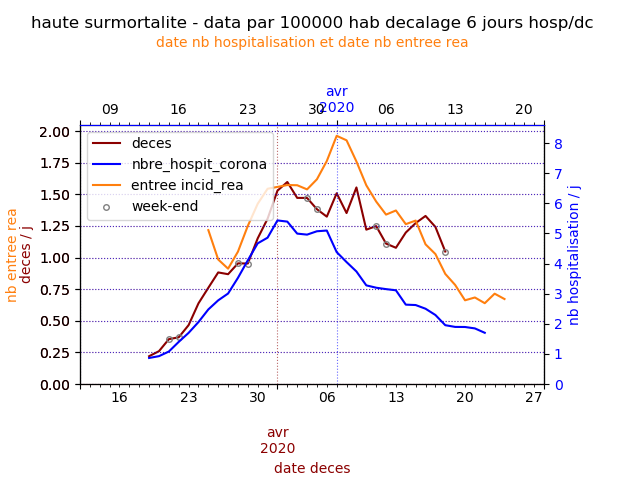 haute surmortalite - data par 100000 hab decalage 6 jours hosp/dc
date nb hospitalisation et date nb entree rea
avr
2020
09 16 23 30 06 13 20
2.00
1.75
1.50
1.25
1.00
0.75
0.50
0.25
0.00
nb entree rea
deces / j
deces
nbre_hospit_corona
entree incid_rea
week-end
8
7
6
5
4
3
2
1
0
nb hospitalisation / j
16 23 30 06 13 20 27
avr
2020
date deces